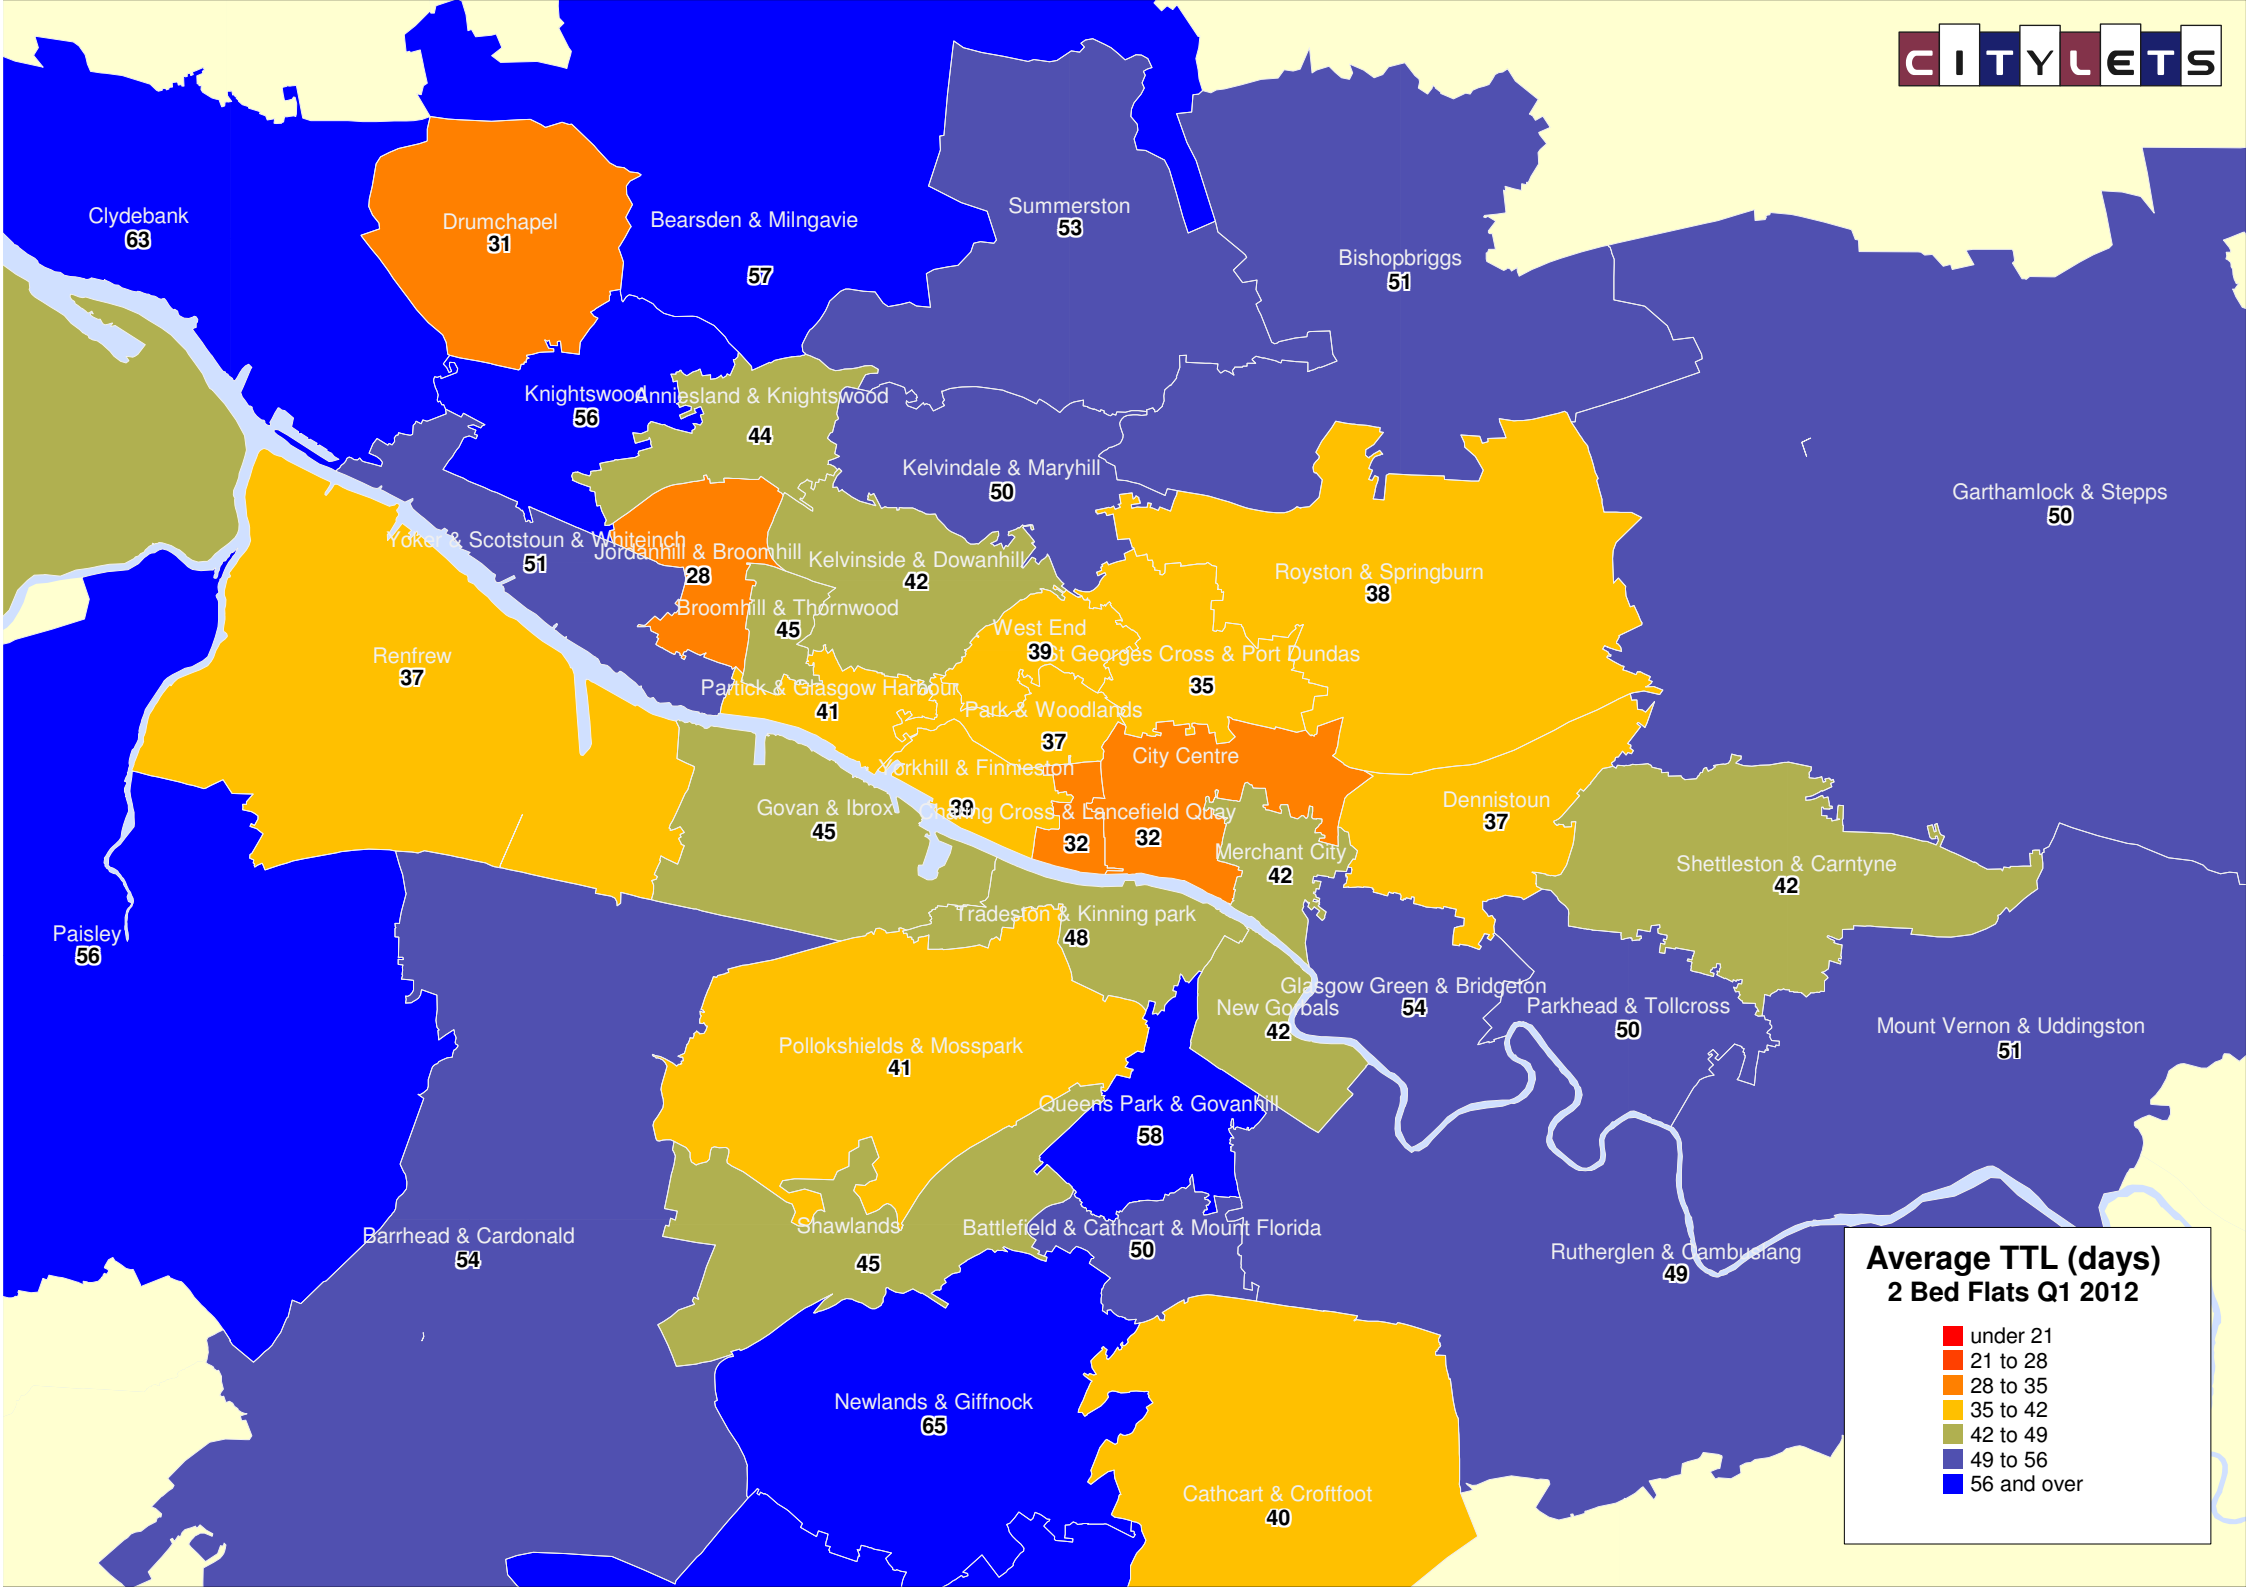 CITYLETS
Clydebank
63
Drumchapel
31
Bearsden & Milngavie
57
Summerston
53
Bishopbriggs
51
Knightswood
56
Anniesland & Knightswood
44
Kelvindale & Maryhill
50
Garthamlock & Stepps
50
Yoker & Scotstoun & Whiteinch
51
Jordanhill & Broomhill
28
Kelvinside & Dowanhill
42
Royston & Springburn
38
Broomhill & Thornwood
45
West End
39
St Georges Cross & Port Dundas
35
Renfrew
37
Partick & Glasgow Harbour
41
Park & Woodlands
37
City Centre
32
Yorkhill & Finnieston
39
Charing Cross & Lancefield Quay
32
Govan & Ibrox
45
Dennistoun
37
Merchant City
42
Shettleston & Carntyne
42
Paisley
56
Tradeston & Kinning park
48
Glasgow Green & Bridgeton
54
New Gorbals
42
Parkhead & Tollcross
50
Mount Vernon & Uddingston
51
Pollokshields & Mosspark
41
Queens Park & Govanhill
58
Barrhead & Cardonald
54
Shawlands
45
Battlefield & Cathcart & Mount Florida
50
Rutherglen & Cambuslang
49
Newlands & Giffnock
65
Cathcart & Croftfoot
40
Average TTL (days)
2 Bed Flats Q1 2012
under 21
21 to 28
28 to 35
35 to 42
42 to 49
49 to 56
56 and over